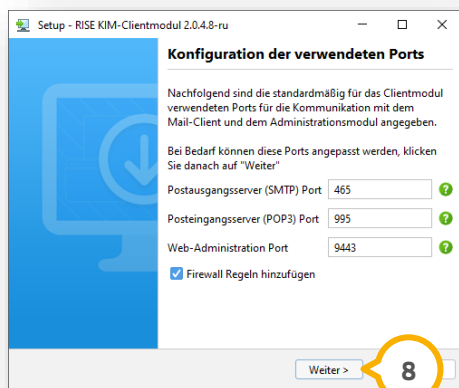 Setup - RISE KIM-Clientmodul 2.0.4.8-ru
Konfiguration der verwendeten Ports
Nachfolgend sind die standardmäßig für das Clientmodul
verwendeten Ports für die Kommunikation mit dem
Mail-Client und dem Administrationsmodul angegeben.
Bei Bedarf können diese Ports angepasst werden, klicken
Sie danach auf "Weiter"
Postausgangsserver (SMTP) Port 465 ?
Posteingangsserver (POP3) Port 995 ?
Web-Administration Port 9443 ?
Firewall Regeln hinzufügen
Weiter > 8